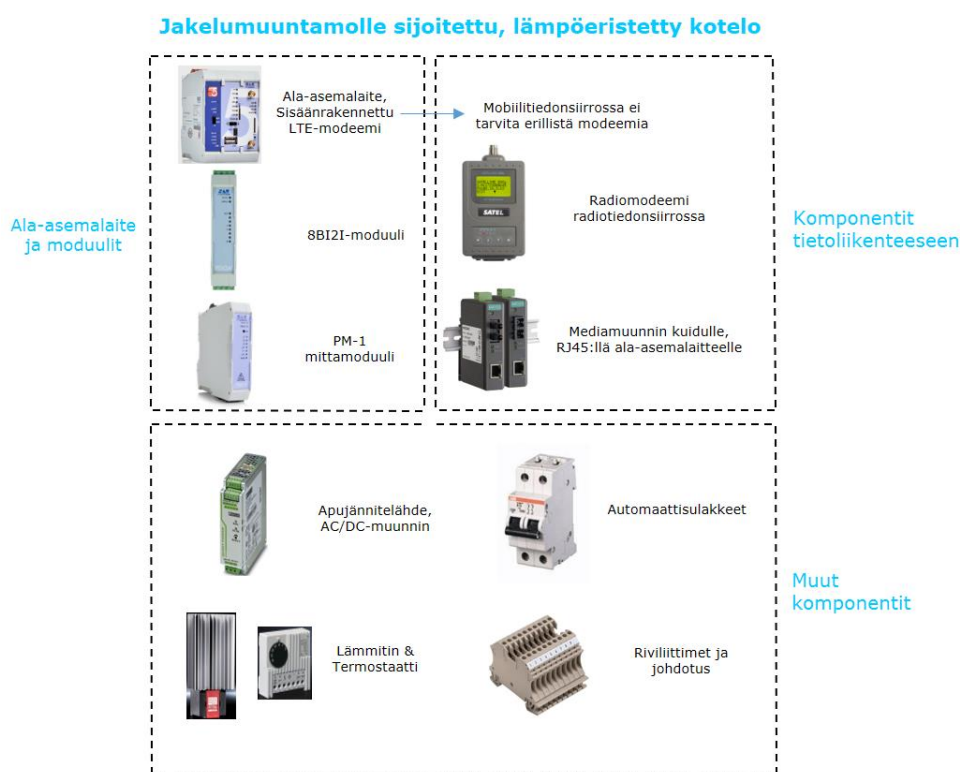 Jakelumuuntamolle sijoitettu, lämpöeristetty kotelo
Ala-asemalaite
ja moduulit
Ala-asemalaite,
Sisäänrakennettu
LTE-modeemi
8BI2I-moduuli
PM-1
mittamoduuli
Mobiilitiedonsiirrossa ei
tarvita erillistä modeemia
SATEL
Radiomodeemi
radiotiedonsiirrossa
Mediamuunnin kuidulle,
RJ45:llä ala-asemalaitteelle
Komponentit
tietoliikenteeseen
Apujännitelähde,
AC/DC-muunnin
Automaattisulakkeet
Lämmitin &
Termostaatti
Riviliittimet ja
johdotus
Muut
komponentit